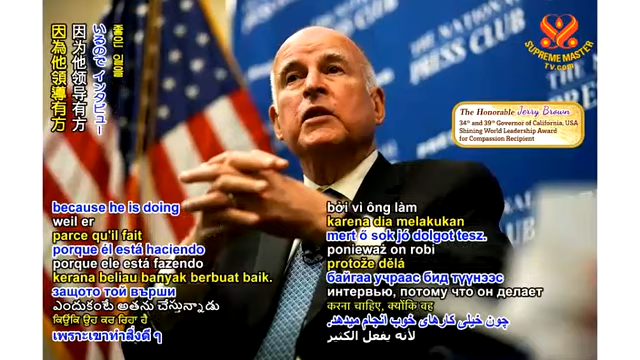 좋은 일을
いるので インタビュー
因为他领导有方
因為他領導有方
SUPREME MASTER
TV.com
THE NATIONAL
PRESS CLUB
The Honorable Jerry Brown
34th and 39th Governor of California, USA
Shining World Leadership Award
for Compassion Recipient
because he is doing
weil er
parce qu'il fait
porque él está haciendo
porque ele está fazendo
kerana beliau banyak berbuat baik.
защото той върши
ఎందుకంటే అతను చేస్తున్నాడు
ਕਿਉਂਕਿ ਉਹ ਕਰ ਰਿਹਾ ਹੈ
เพราะเขาทำสิ่งดี ๆ
bởi vì ông làm
karena dia melakukan
mert ő sok jó dolgot tesz.
ponieważ on robi
protože dělá
байгаа учраас бид түүнээс
интервью, потому что он делает
करना चाहिए, क्योंकि वह
چون خیلی کارهای خوب انجام میدهد.
لأنه يفعل الكثير